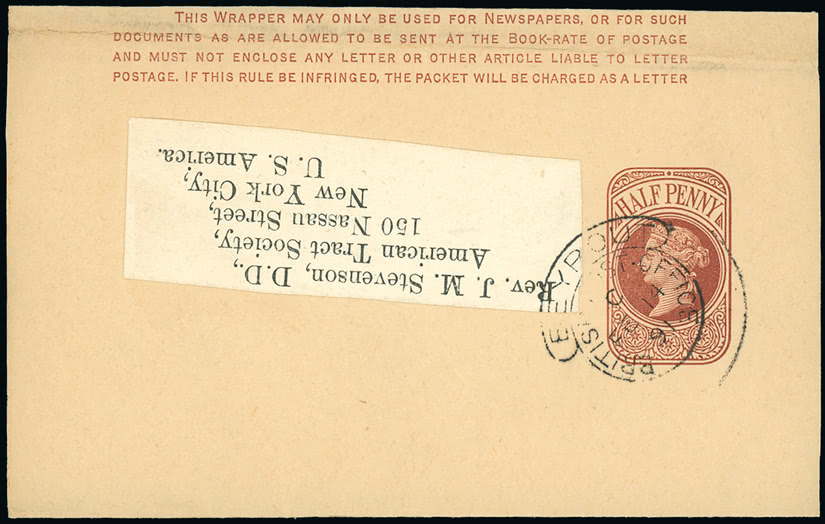 THIS WRAPPER MAY ONLY BE USED FOR NEWSPAPERS, OR FOR SUCH
DOCUMENTS AS ARE ALLOWED TO BE SENT AT THE BOOK-RATE OF POSTAGE
AND MUST NOT ENCLOSE ANY LETTER OR OTHER ARTICLE LIABLE TO LETTER
POSTAGE. IF THIS RULE BE INFRINGED, THE PACKET WILL BE CHARGED AS A LETTER
Rev. J. M. Stevenson, D.D.,
American Tract Society,
150 Nassau Street,
New York City,
U. S. America.
HALF PENNY
BEYROUT
BRITISH
OFFICE